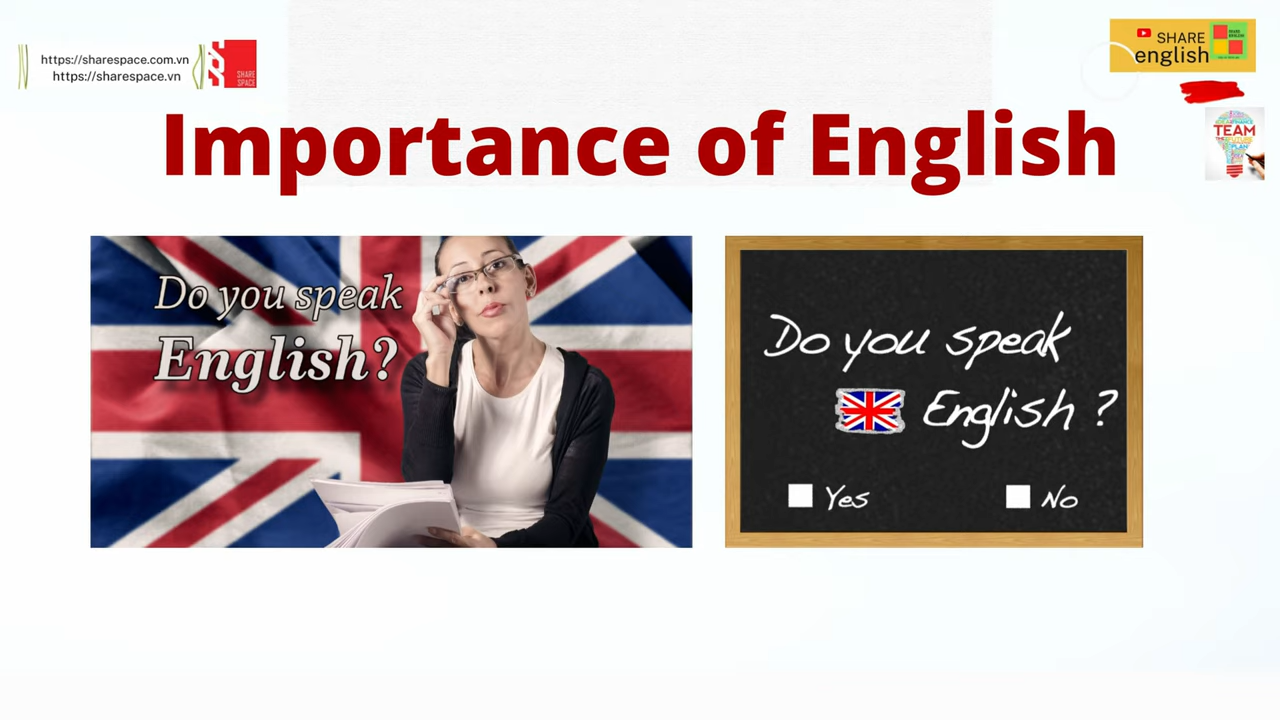 https://sharespace.com.vn
https://sharespace.vn
SHARE
SPACE
SHARE
english
Importance of English
TEAM
PLAN
Do you speak
English?
Do you speak
English ?
Yes
No